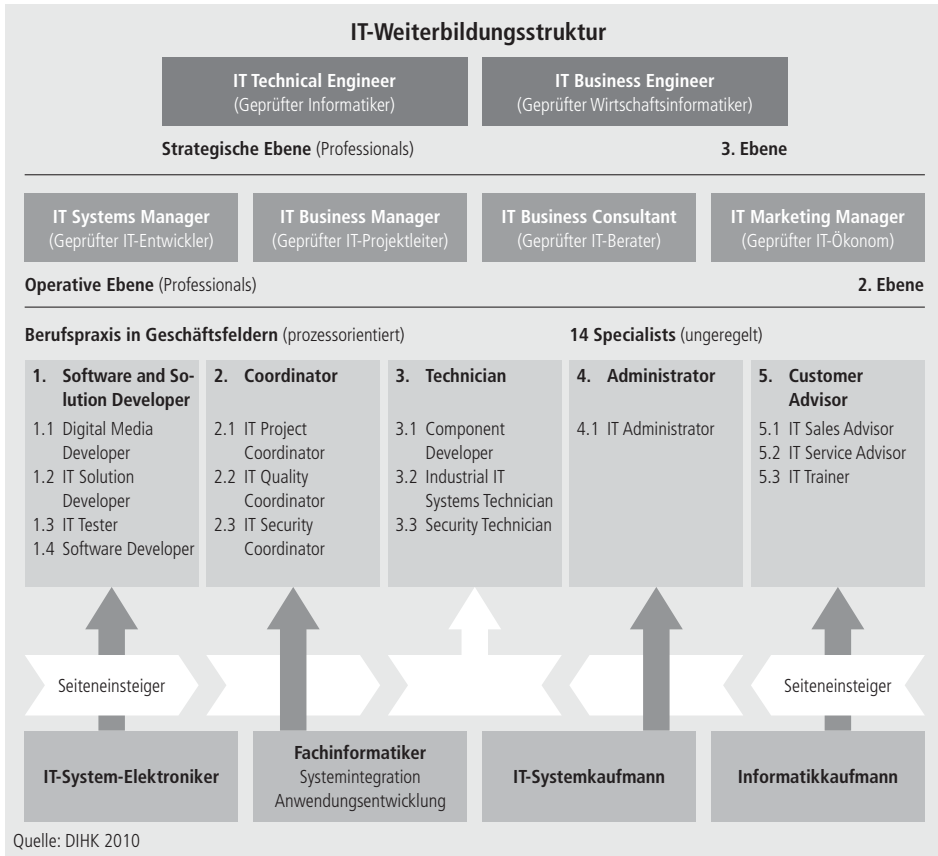 IT-Weiterbildungsstruktur
IT Technical Engineer
(Geprüfter Informatiker)
IT Business Engineer
(Geprüfter Wirtschaftsinformatiker)
Strategische Ebene (Professionals)
3. Ebene
IT Systems Manager
(Geprüfter IT-Entwickler)
IT Business Manager
(Geprüfter IT-Projektleiter)
IT Business Consultant
(Geprüfter IT-Berater)
IT Marketing Manager
(Geprüfter IT-Ökonom)
Operative Ebene (Professionals)
2. Ebene
Berufspraxis in Geschäftsfeldern (prozessorientiert)
14 Specialists (ungeregelt)
1. Software and So-
lution Developer
1.1 Digital Media
Developer
1.2 IT Solution
Developer
1.3 IT Tester
1.4 Software Developer
2. Coordinator
2.1 IT Project
Coordinator
2.2 IT Quality
Coordinator
2.3 IT Security
Coordinator
3. Technician
3.1 Component
Developer
3.2 Industrial IT
Systems Technician
3.3 Security Technician
4. Administrator
4.1 IT Administrator
5. Customer
Advisor
5.1 IT Sales Advisor
5.2 IT Service Advisor
5.3 IT Trainer
Seiteneinsteiger
Seiteneinsteiger
IT-System-Elektroniker
Fachinformatiker
Systemintegration
Anwendungsentwicklung
IT-Systemkaufmann
Informatikkaufmann
Quelle: DIHK 2010